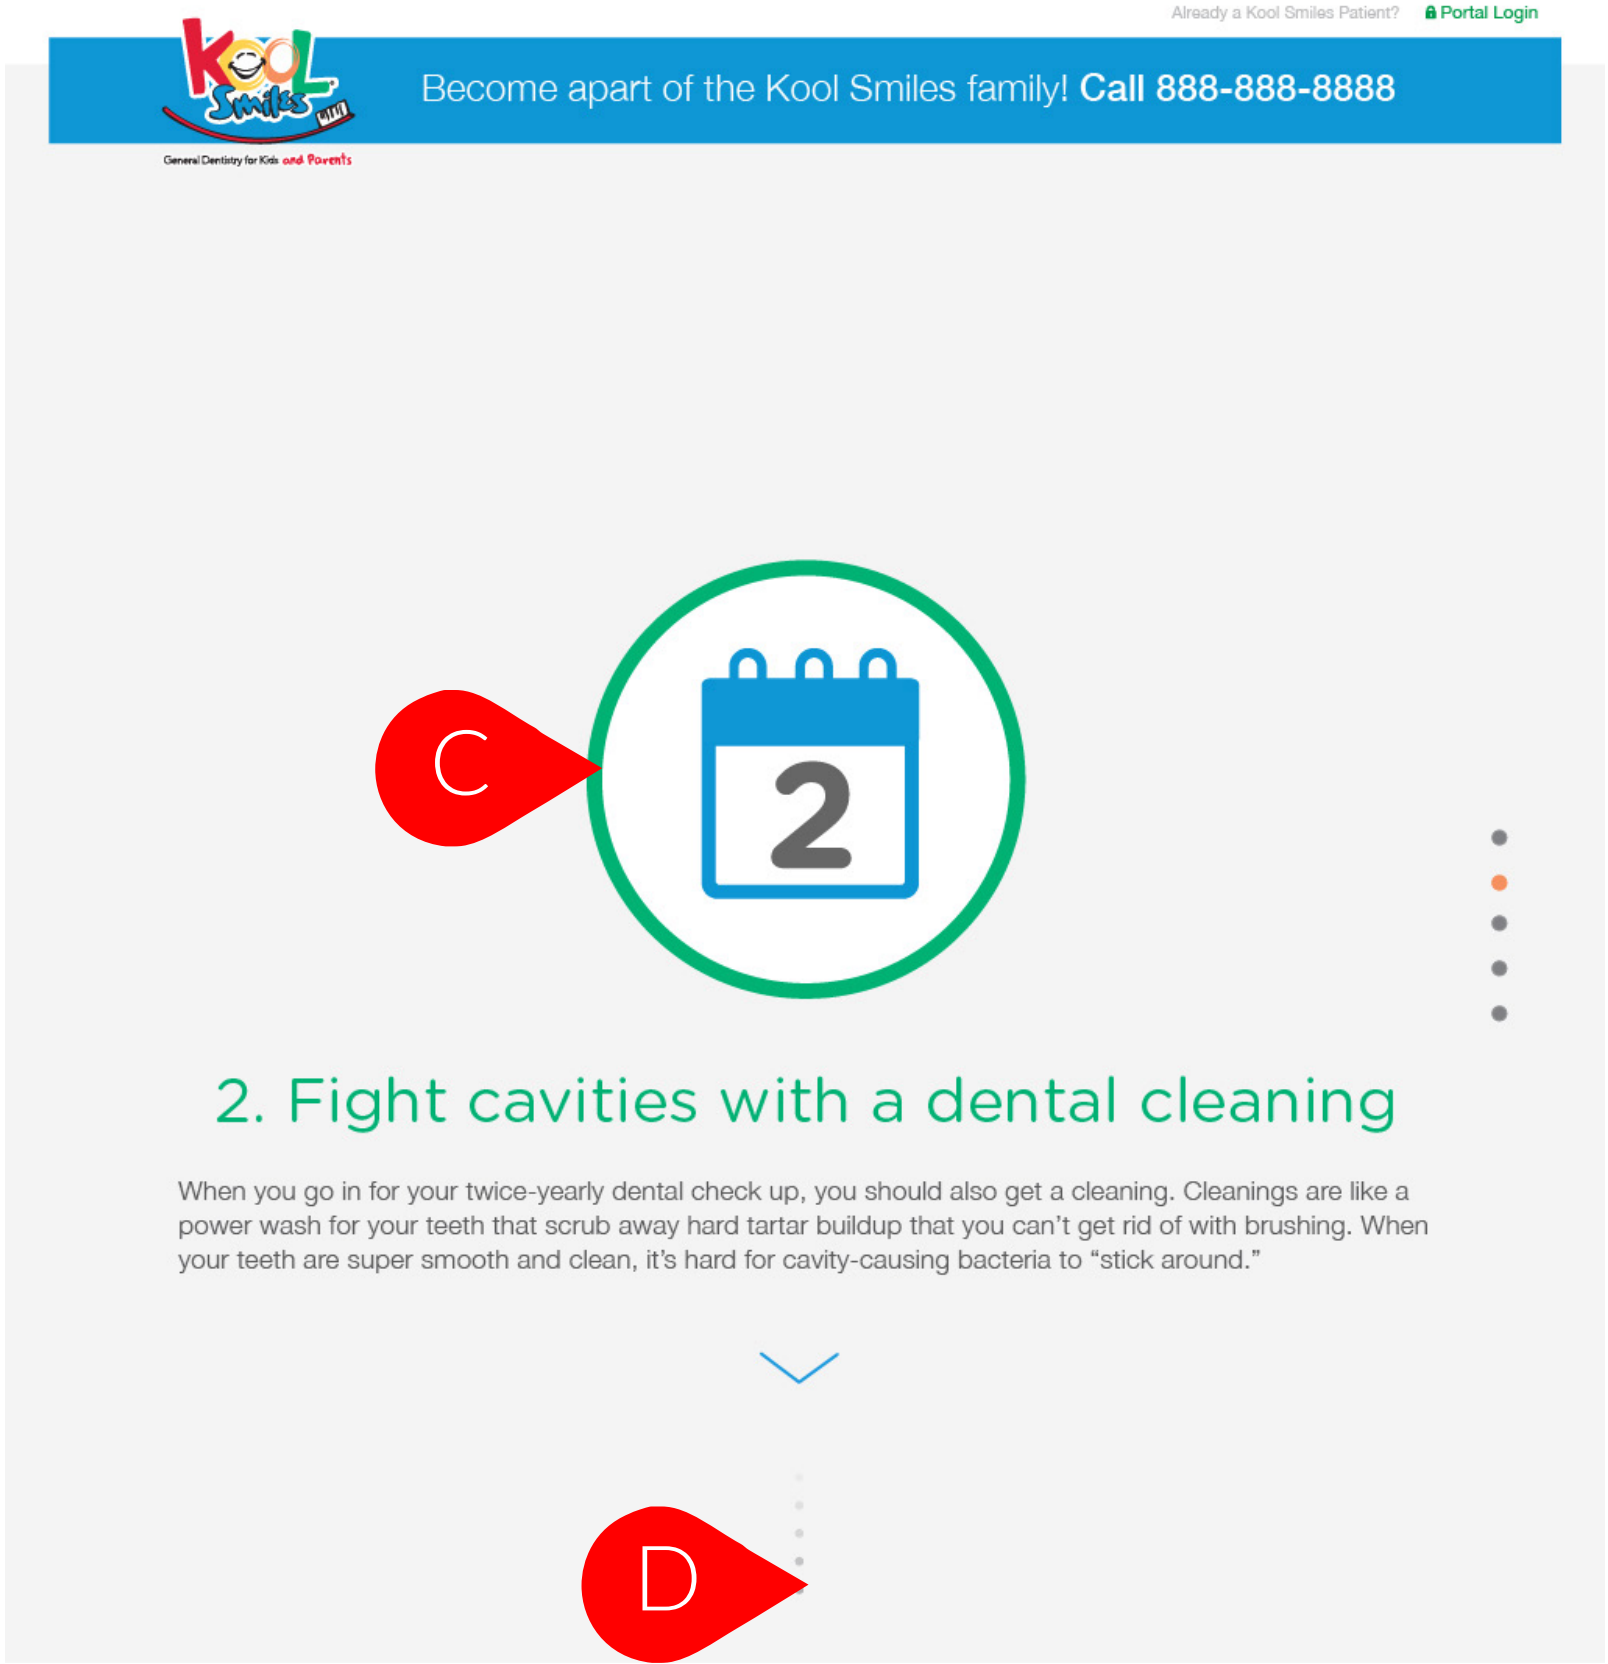 Already a Kool Smiles Patient? Portal Login
KOOL
Smiles
Become apart of the Kool Smiles family! Call 888-888-8888
General Dentistry for Kids and Parents
C
2
2. Fight cavities with a dental cleaning
When you go in for your twice-yearly dental check up, you should also get a cleaning. Cleanings are like a
power wash for your teeth that scrub away hard tartar buildup that you can’t get rid of with brushing. When
your teeth are super smooth and clean, it’s hard for cavity-causing bacteria to “stick around.”
D